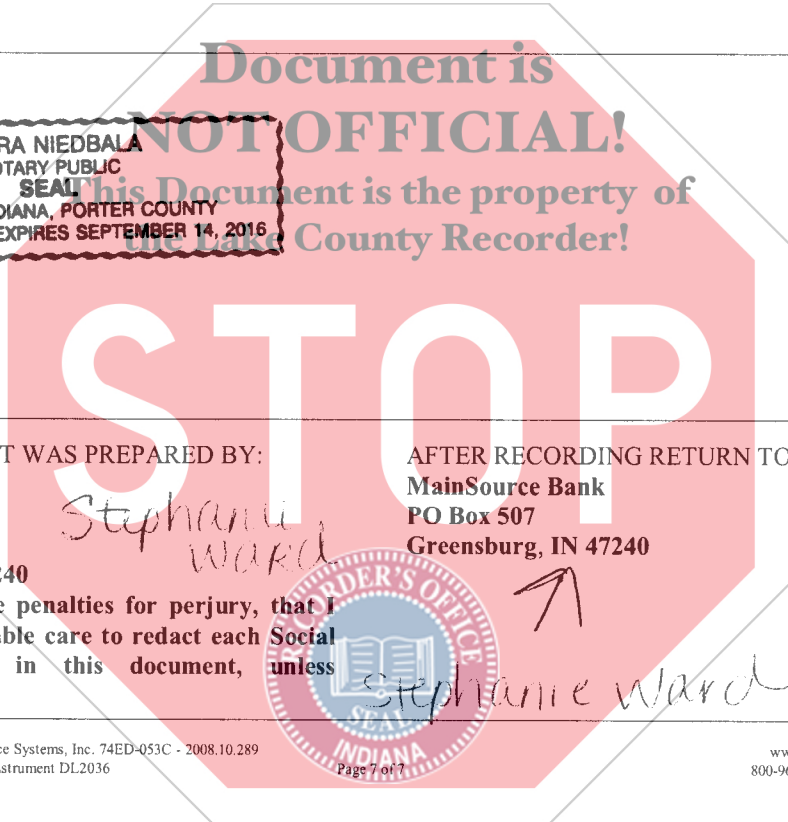 Document is
NOT OFFICIAL!
This Document is the property of
the Lake County Recorder!
RA NIEDBALA
OTARY PUBLIC
SEAL
DIANA, PORTER COUNTY
EXPIRES SEPTEMBER 14, 2016
STOP
T WAS PREPARED BY:
Stephanie
Ward
240
e penalties for perjury, that I
able care to redact each Social
in this document, unless
AFTER RECORDING RETURN TO
MainSource Bank
PO Box 507
Greensburg, IN 47240
Stephanie Ward
RECORDER'S OFFICE
SEAL
INDIANA
ce Systems, Inc. 74ED-053C - 2008.10.289
strument DL2036
Page 7 of 7
ww
800-96